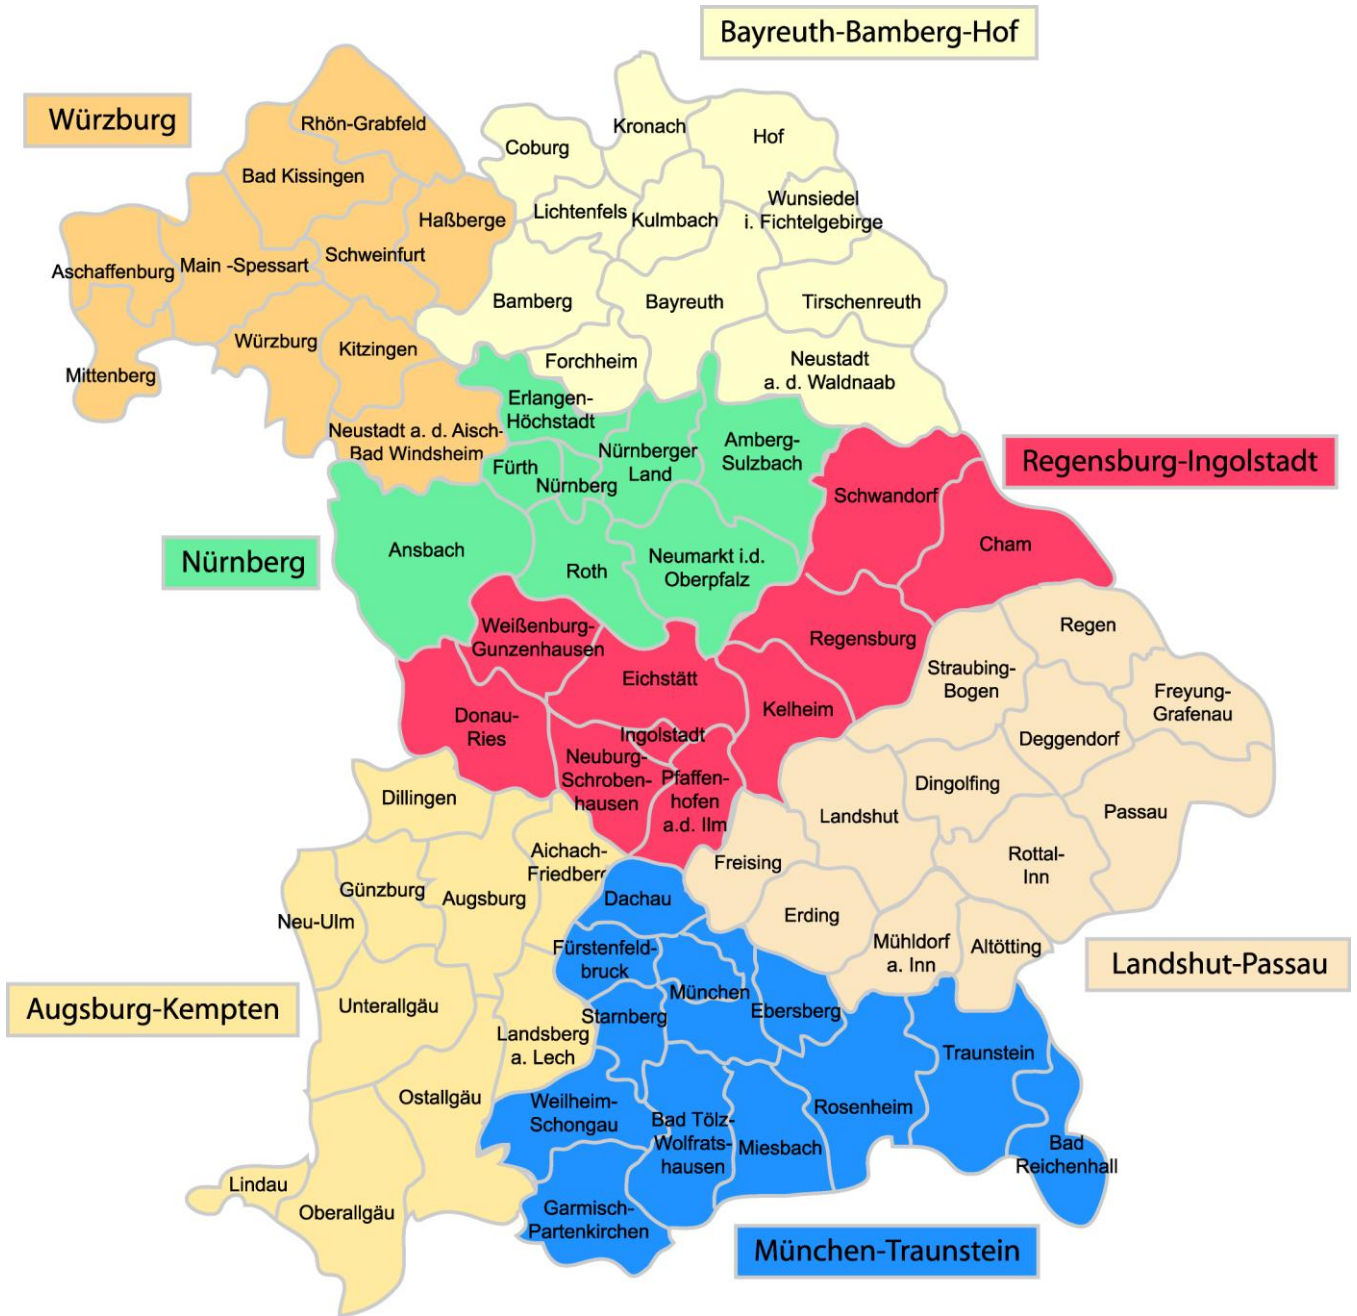 Bayreuth-Bamberg-Hof
Würzburg
Rhön-Grabfeld
Bad Kissingen
Haßberge
Schweinfurt
Main -Spessart
Aschaffenburg
Mittenberg
Würzburg
Kitzingen
Neustadt a. d. Aisch-
Bad Windsheim
Coburg
Kronach
Hof
Lichtenfels
Kulmbach
Wunsiedel
i. Fichtelgebirge
Bamberg
Bayreuth
Tirschenreuth
Forchheim
Neustadt
a. d. Waldnaab
Nürnberg
Erlangen-
Höchstadt
Fürth
Nürnberg
Nürnberger
Land
Amberg-
Sulzbach
Ansbach
Roth
Neumarkt i.d.
Oberpfalz
Regensburg-Ingolstadt
Schwandorf
Cham
Regensburg
Weißenburg-
Gunzenhausen
Eichstätt
Kelheim
Donau-
Ries
Ingolstadt
Neuburg-
Schroben-
hausen
Pfaffen-
hofen
a.d. Ilm
Landshut-Passau
Regen
Straubing-
Bogen
Freyung-
Grafenau
Deggendorf
Dingolfing
Passau
Landshut
Rottal-
Inn
Freising
Erding
Mühldorf
a. Inn
Altötting
Augsburg-Kempten
Dillingen
Aichach-
Friedberg
Günzburg
Augsburg
Neu-Ulm
Unterallgäu
Landsberg
a. Lech
Ostallgäu
Lindau
Oberallgäu
München-Traunstein
Dachau
Fürstenfeld-
bruck
München
Ebersberg
Starnberg
Traunstein
Weilheim-
Schongau
Bad Tölz-
Wolfrats-
hausen
Miesbach
Rosenheim
Bad
Reichenhall
Garmisch-
Partenkirchen